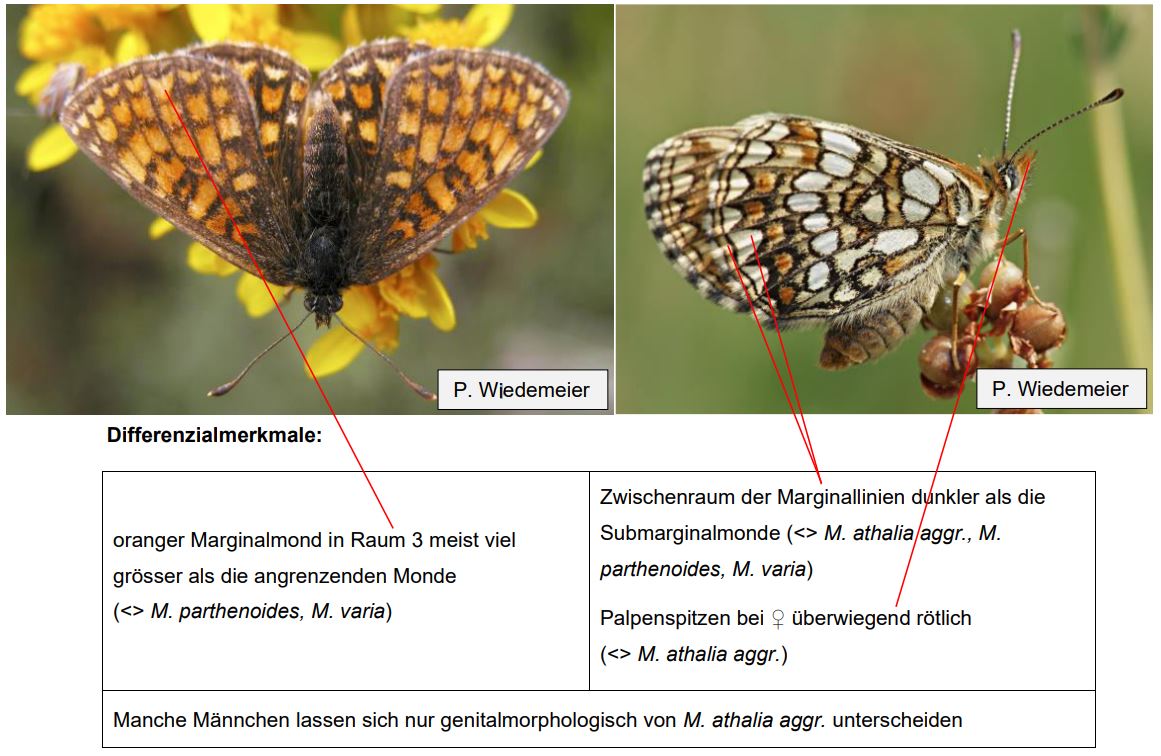 P. Wiedemeier
P. Wiedemeier
Differenzialmerkmale:
oranger Marginalmond in Raum 3 meist viel
grösser als die angrenzenden Monde
(<> M. parthenoides, M. varia)
Zwischenraum der Marginallinien dunkler als die
Submarginalmonde (<> M. athalia aggr., M.
parthenoides, M. varia)
Palpenspitzen bei ♀ überwiegend rötlich
(<> M. athalia aggr.)
Manche Männchen lassen sich nur genitalmorphologisch von M. athalia aggr. unterscheiden